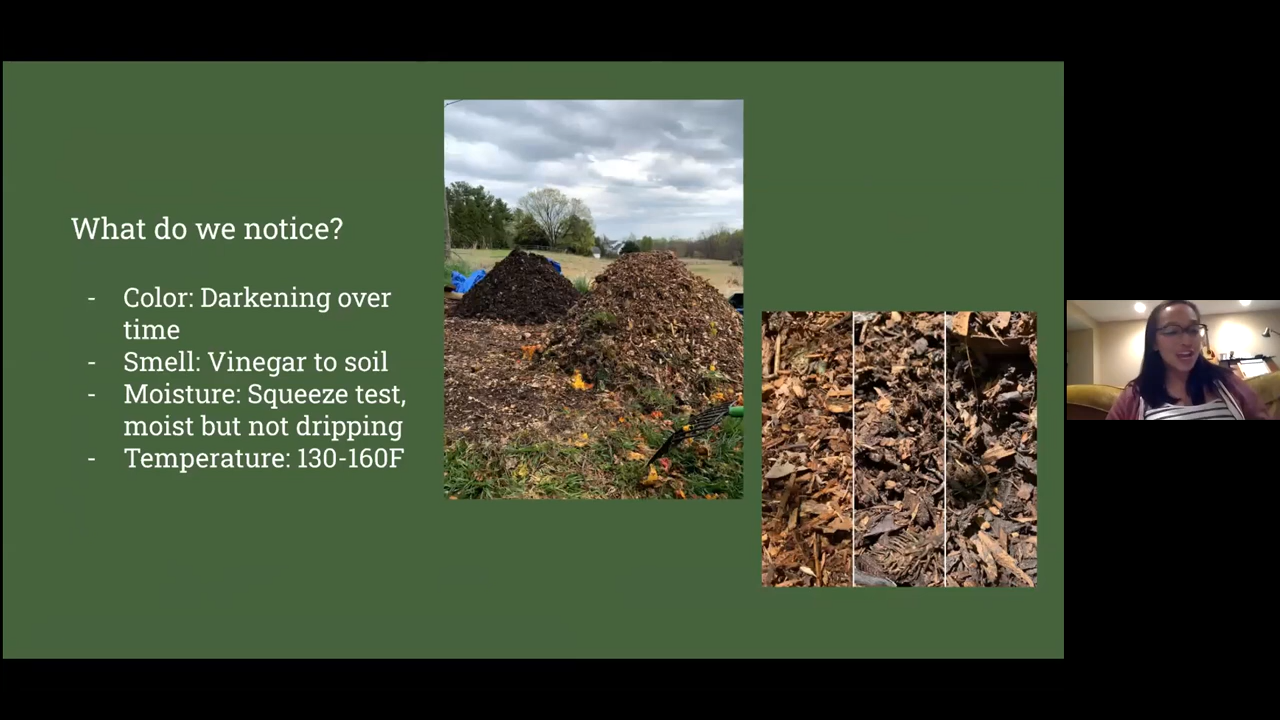 What do we notice?
- Color: Darkening over
time
- Smell: Vinegar to soil
- Moisture: Squeeze test,
moist but not dripping
- Temperature: 130-160F